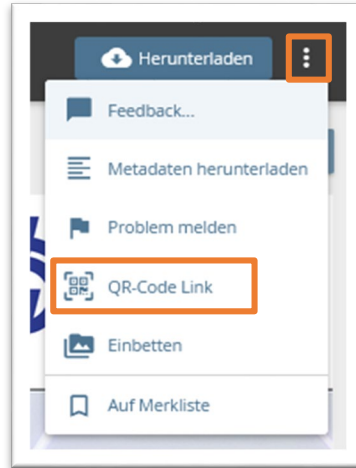 Herunterladen
Feedback...
Metadaten herunterladen
Problem melden
QR-Code Link
Einbetten
Auf Merkliste